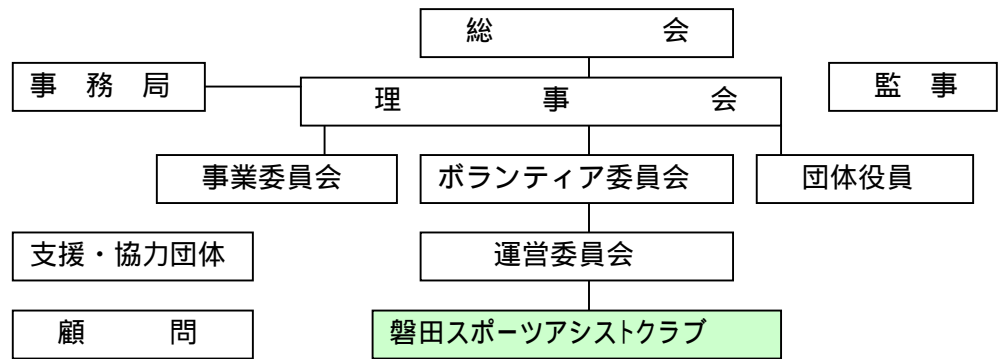 総　　　　会
事　務　局
理　　　　事　　　　会
監　事
事業委員会
ボランティア委員会
団体役員
支援・協力団体
運営委員会
顧　　　問
磐田スポーツアシストクラブ